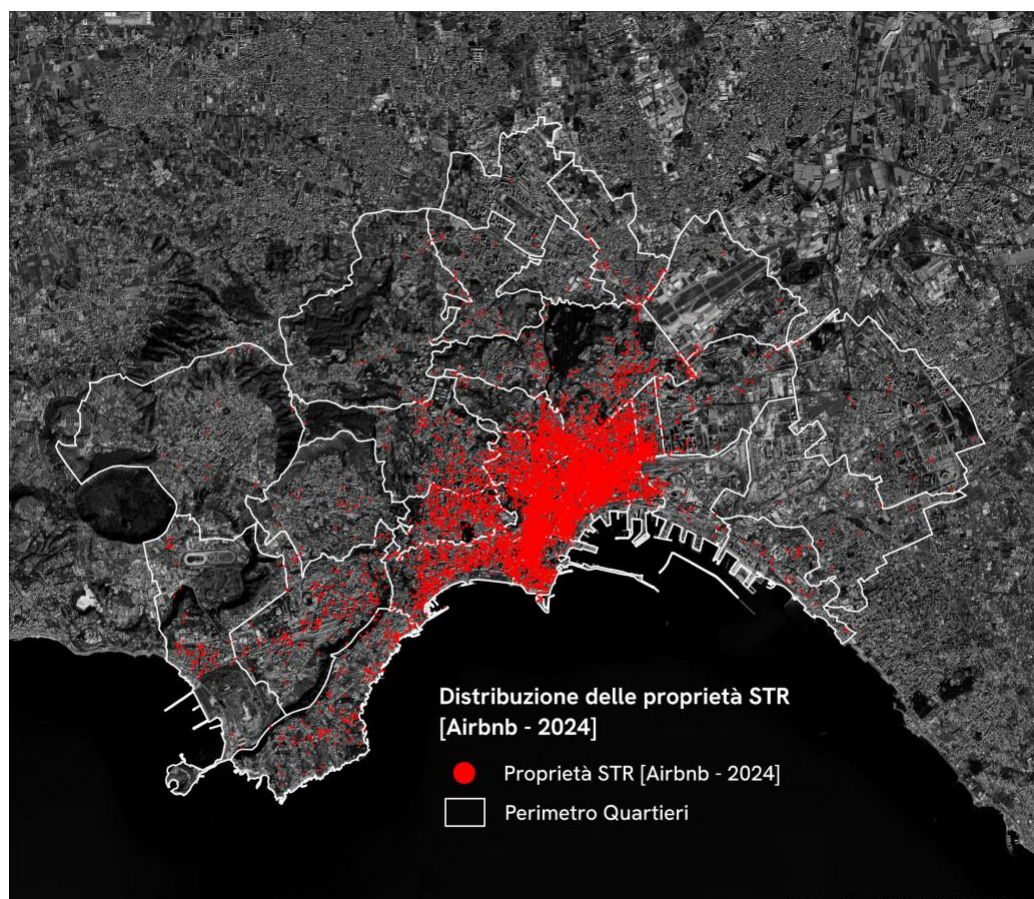 Distribuzione delle proprietà STR
[Airbnb - 2024]
Proprietà STR [Airbnb - 2024]
Perimetro Quartieri